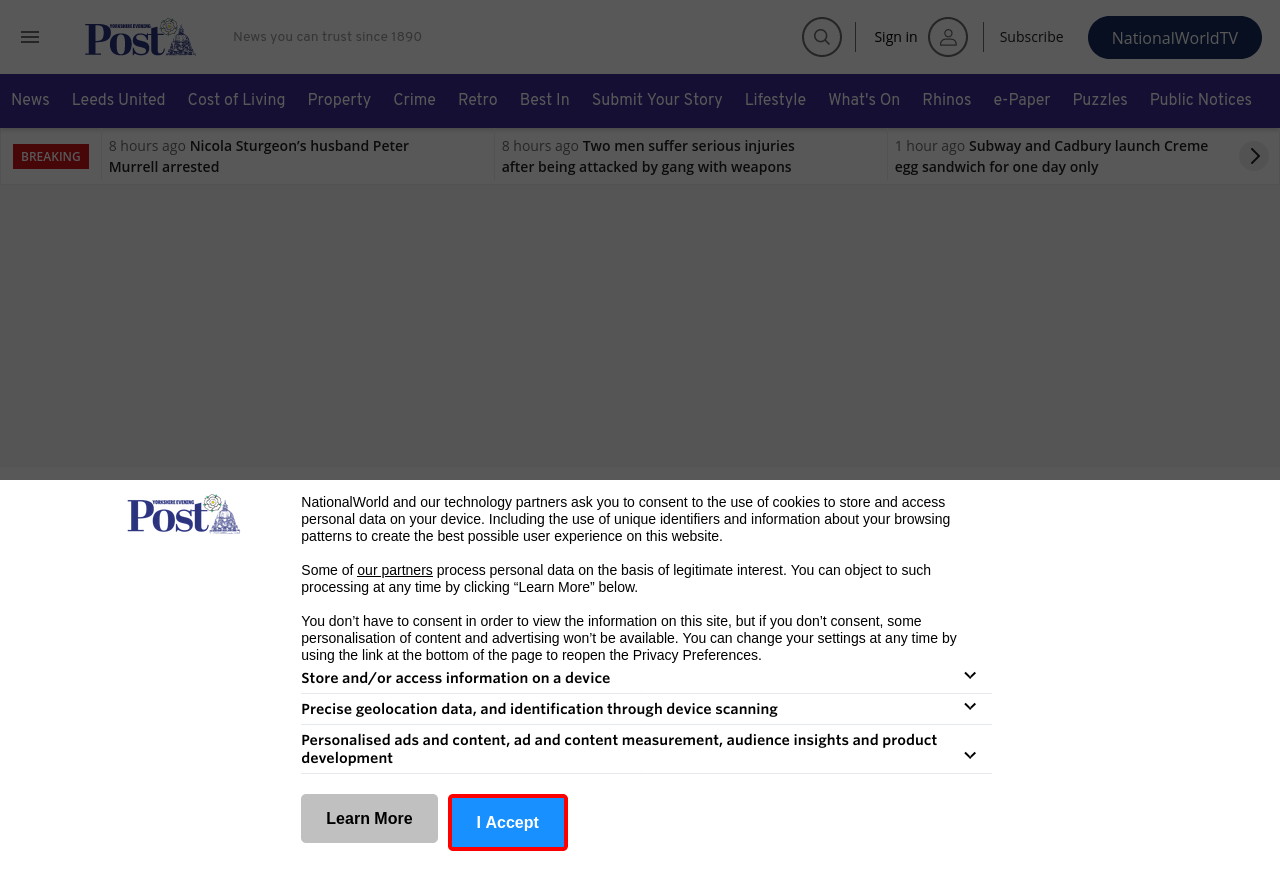 YORKSHIRE EVENING
Post
News you can trust since 1890
Sign in
Subscribe
NationalWorldTV
News Leeds United Cost of Living Property Crime Retro Best In Submit Your Story Lifestyle What's On Rhinos e-Paper Puzzles Public Notices
BREAKING
8 hours ago Nicola Sturgeon’s husband Peter
Murrell arrested
8 hours ago Two men suffer serious injuries
after being attacked by gang with weapons
1 hour ago Subway and Cadbury launch Creme
egg sandwich for one day only
YORKSHIRE EVENING
Post
NationalWorld and our technology partners ask you to consent to the use of cookies to store and access
personal data on your device. Including the use of unique identifiers and information about your browsing
patterns to create the best possible user experience on this website.
Some of our partners process personal data on the basis of legitimate interest. You can object to such
processing at any time by clicking “Learn More” below.
You don’t have to consent in order to view the information on this site, but if you don’t consent, some
personalisation of content and advertising won’t be available. You can change your settings at any time by
using the link at the bottom of the page to reopen the Privacy Preferences.
Store and/or access information on a device
Precise geolocation data, and identification through device scanning
Personalised ads and content, ad and content measurement, audience insights and product
development
Learn More
I Accept